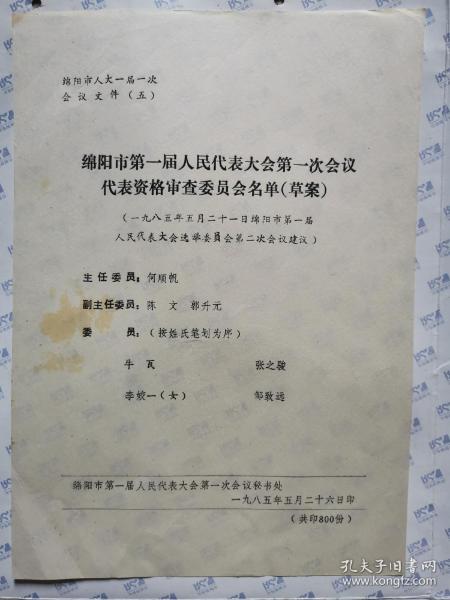 绵阳市人大一届一次
会议文件（五）
绵阳市第一届人民代表大会第一次会议
代表资格审查委员会名单(草案)
（一九八五年五月二十一日绵阳市第一届
人民代表大会选举委员会第二次会议建议）
主任委员：何顺帆
副主任委员：陈文 郭升元
委 员：（按姓氏笔划为序）
牛瓦 张之骏
李姣一（女） 邹致远
绵阳市第一届人民代表大会第一次会议秘书处
一九八五年五月二十六日印
（共印800份）
孔夫子旧书网
www.kongfz.com